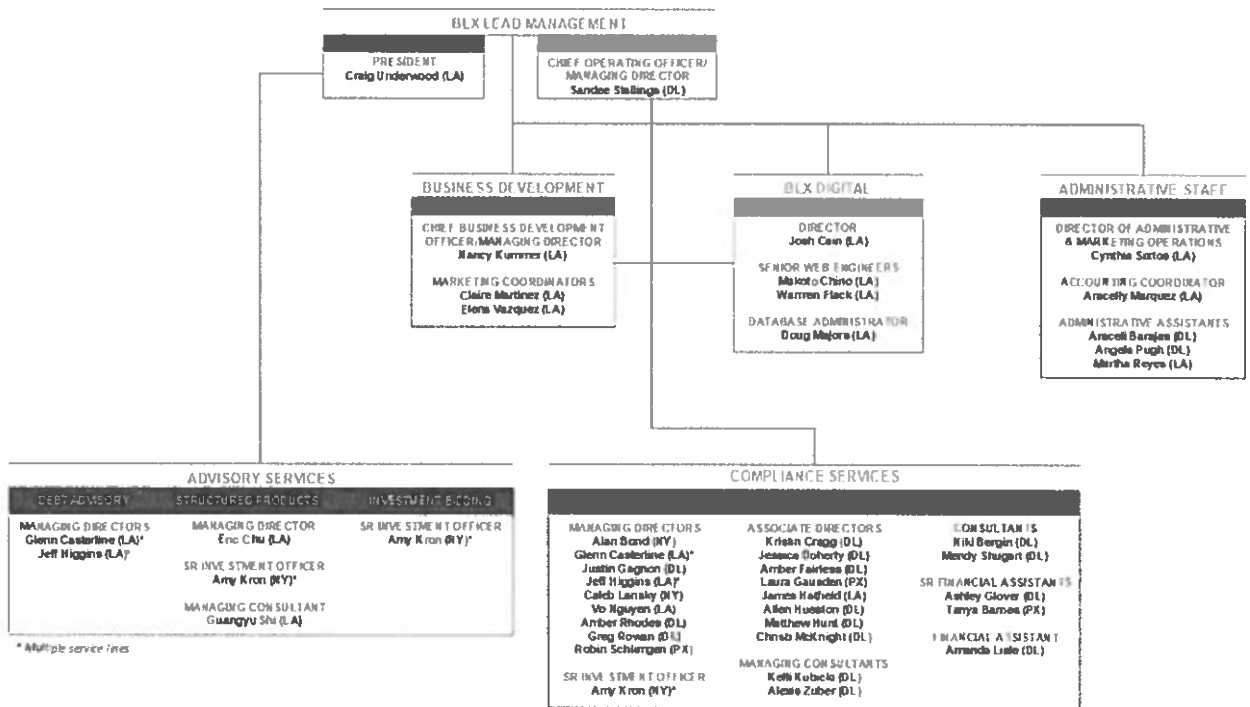 BLX LEAD MANAGEMENT
PRESIDENT
Craig Underwood (LA)
CHIEF OPERATING OFFICER/
MANAGING DIRECTOR
Sandee Stallings (DL)
BUSINESS DEVELOPMENT
CHIEF BUSINESS DEVELOPMENT
OFFICER/MANAGING DIRECTOR
Nancy Kummer (LA)
MARKETING COORDINATORS
Claire Martinez (LA)
Elena Vazquez (LA)
BLX DIGITAL
DIRECTOR
Josh Cain (LA)
SENIOR WEB ENGINEERS
Makoto Chino (LA)
Warren Flack (LA)
DATABASE ADMINISTRATOR
Doug Majors (LA)
ADMINISTRATIVE STAFF
DIRECTOR OF ADMINISTRATIVE
& MARKETING OPERATIONS
Cynthia (LA)
ACCOUNTING COORDINATOR
Aracelly Marquez (LA)
ADMINISTRATIVE ASSISTANTS
Araceli Barajas (DL)
Angela Pugh (DL)
Martha Reyes (LA)
ADVISORY SERVICES
DEBT ADVISORY
MANAGING DIRECTORS
Glenn Casterline (LA)*
Jeff Higgins (LA)*
STRUCTURED PRODUCTS
MANAGING DIRECTOR
Eric Chu (LA)
SR INVESTMENT OFFICER
Amy Kron (NY)*
MANAGING CONSULTANT
Guangyu Shi (LA)
INVESTMENT BIDDING
SR INVESTMENT OFFICER
Amy Kron (NY)*
* Multiple service lines
COMPLIANCE SERVICES
MANAGING DIRECTORS
Alan Bond (NY)
Glenn Casterline (LA)*
Justin Gagnon (DL)
Jeff Higgins (LA)*
Caleb Lansky (NY)
Vo Nguyen (LA)
Amber Rhodes (DL)
Greg Rowan (DL)
Robin Schlimgen (PX)
SR INVESTMENT OFFICER
Amy Kron (NY)*
ASSOCIATE DIRECTORS
Kristin Cragg (DL)
Jessica Doherty (DL)
Amber Fairless (DL)
Laura Gausden (PX)
James Hatfield (LA)
Allen Hueston (DL)
Matthew Hunt (DL)
Christi McKnight (DL)
MANAGING CONSULTANTS
Kelli Kubicki (DL)
Alexis Zuber (DL)
CONSULTANTS
Niki Bergin (DL)
Mendy Shugart (DL)
SR FINANCIAL ASSISTANTS
Ashley Glover (DL)
Tanya Barnes (PX)
FINANCIAL ASSISTANT
Amanda (DL)